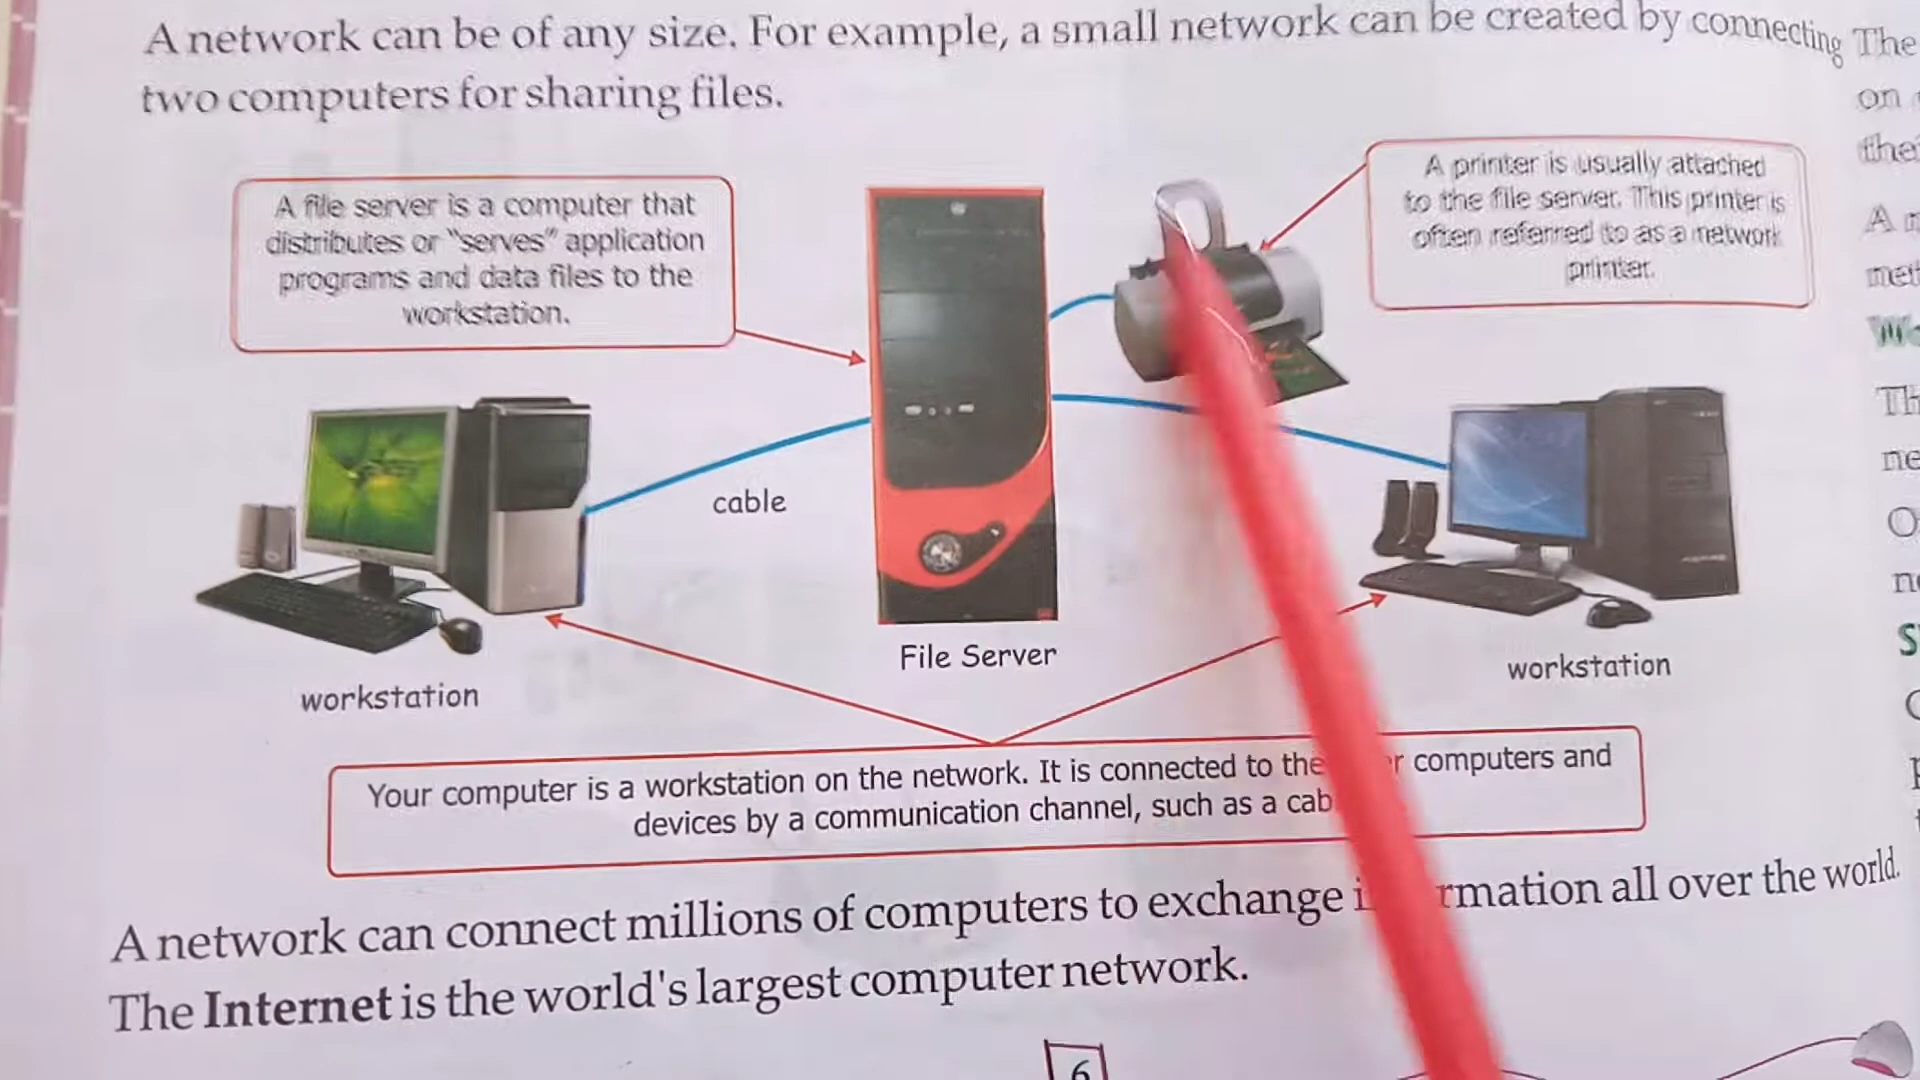 A network can be of any size. For example, a small network can be created by connecting
two computers for sharing files.
A file server is a computer that
distributes or "serves" application
programs and data files to the
workstation.
A printer is usually attached
to the file server. This printer is
often referred to as a network
printer.
cable
File Server
workstation
workstation
Your computer is a workstation on the network. It is connected to the computers and
devices by a communication channel, such as a
A network can connect millions of computers to exchange all over the world.
The Internet is the world's largest computer network.
6
The
on